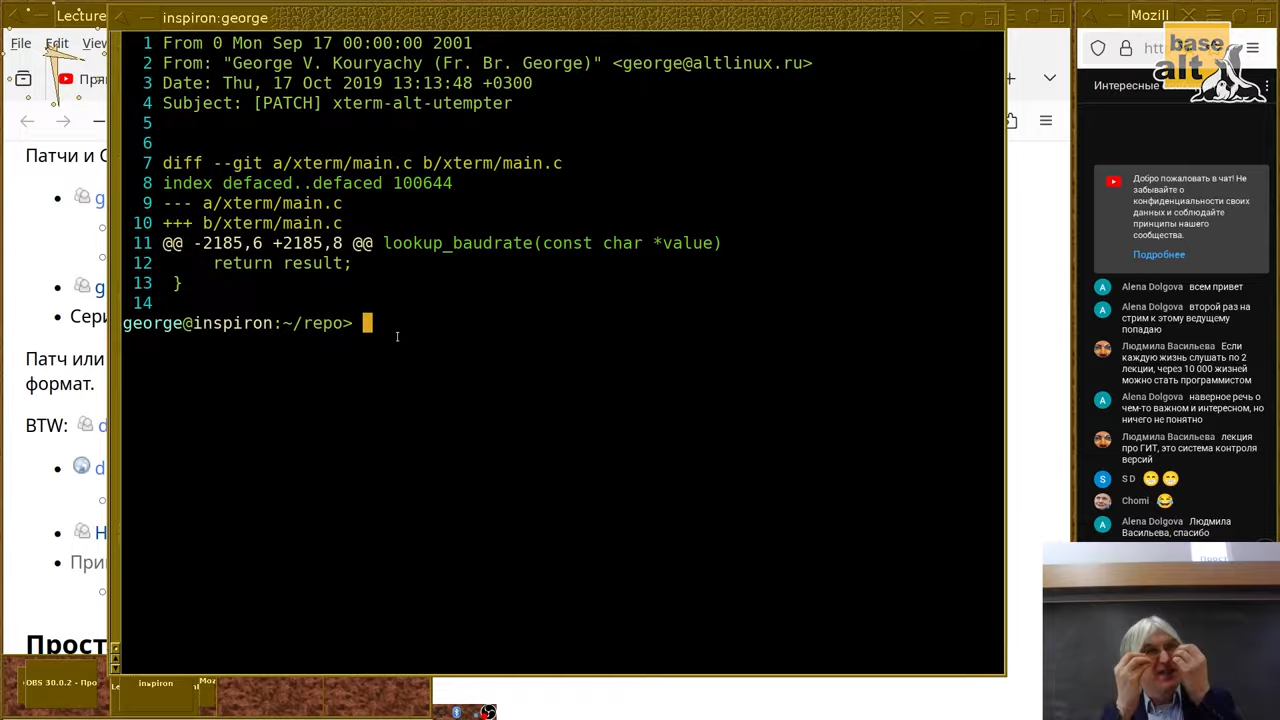 Lecture
inspiron:george
Mozill
File Edit View
base
alt
При
htt
Интересные
1 From 0 Mon Sep 17 00:00:00 2001
2 From: "George V. Kouryachy (Fr. Br. George)" <george@altlinux.ru>
3 Date: Thu, 17 Oct 2019 13:13:48 +0300
4 Subject: [PATCH] xterm-alt-utempter
5
6
7 diff --git a/xterm/main.c b/xterm/main.c
8 index defaced..defaced 100644
9 --- a/xterm/main.c
10 +++ b/xterm/main.c
11 @@ -2185,6 +2185,8 @@ lookup_baudrate(const char *value)
12 return result;
13 }
14
george@inspiron:~/repo>
Патчи и
g
g
Сери
Патч или
формат.
BTW:
d
d
Н
При
Прост
Добро пожаловать в чат! Не
забывайте о
конфиденциальности своих
данных и соблюдайте
принципы нашего
сообщества.
Подробнее
A Alena Dolgova всем привет
A Alena Dolgova второй раз на
стрим к этому ведущему
попадаю
Людмила Васильева Если
каждую жизнь слушать по 2
лекции, через 10 000 жизней
можно стать программистом
A Alena Dolgova наверное речь о
чем-то важном и интересном, но
ничего не понятно
Людмила Васильева лекция
про ГИТ, это система контроля
версий
S S D
Chomi
A Alena Dolgova Людмила
Васильева, спасибо
OBS 30.0.2 - Про
inspiron
Moz